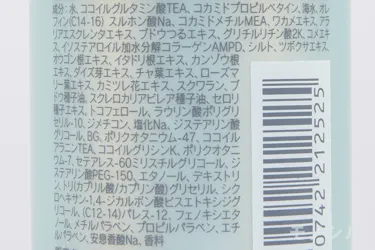 成分：水、ココイルグルタミン酸TEA、コカミドプロピルベタイン、海水、オレ
フィン(C14-16) スルホン酸Na、コカミドメチルMEA、ワカメエキス、アラ
リアエスクレンタエキス、ブドウつるエキス、グリチルリチン酸2K、コメエキ
ス、イソステアロイル加水分解コラーゲンAMPD、シルト、ツボクサエキス、
オウゴン根エキス、イタドリ根エキス、カンゾウ根
エキス、ダイズ芽エキス、チャ葉エキス、ローズマ
リー葉エキス、カミツレ花エキス、スクワラン、ブ
ドウ種子油、スクレロカリアビレア種子油、セロリ
種子エキス、トコフェロール、ラウリン酸ポリグリ
セリル-10、ジメチコン、塩化Na、ジステアリン酸
グリコール、BG、ポリクオタニウム-47、ココイル
アラニンTEA、ココイルグリシンK、ポリクオタニ
ウム-7、セテアレス-60ミリスチルグリコール、ジ
ステアリン酸PEG-150、エタノール、デキストリ
ン、トリ(カプリル酸/カプリン酸)グリセリル、シクロ
ヘキサン-1,4-ジカルボン酸ビスエトキシジグリ
コール、(C12-14)パレス-12、フェノキシエタ
ノール、メチルパラベン、プロピルパラベン、エチル
パラベン、安息香酸Na、香料
0742212525